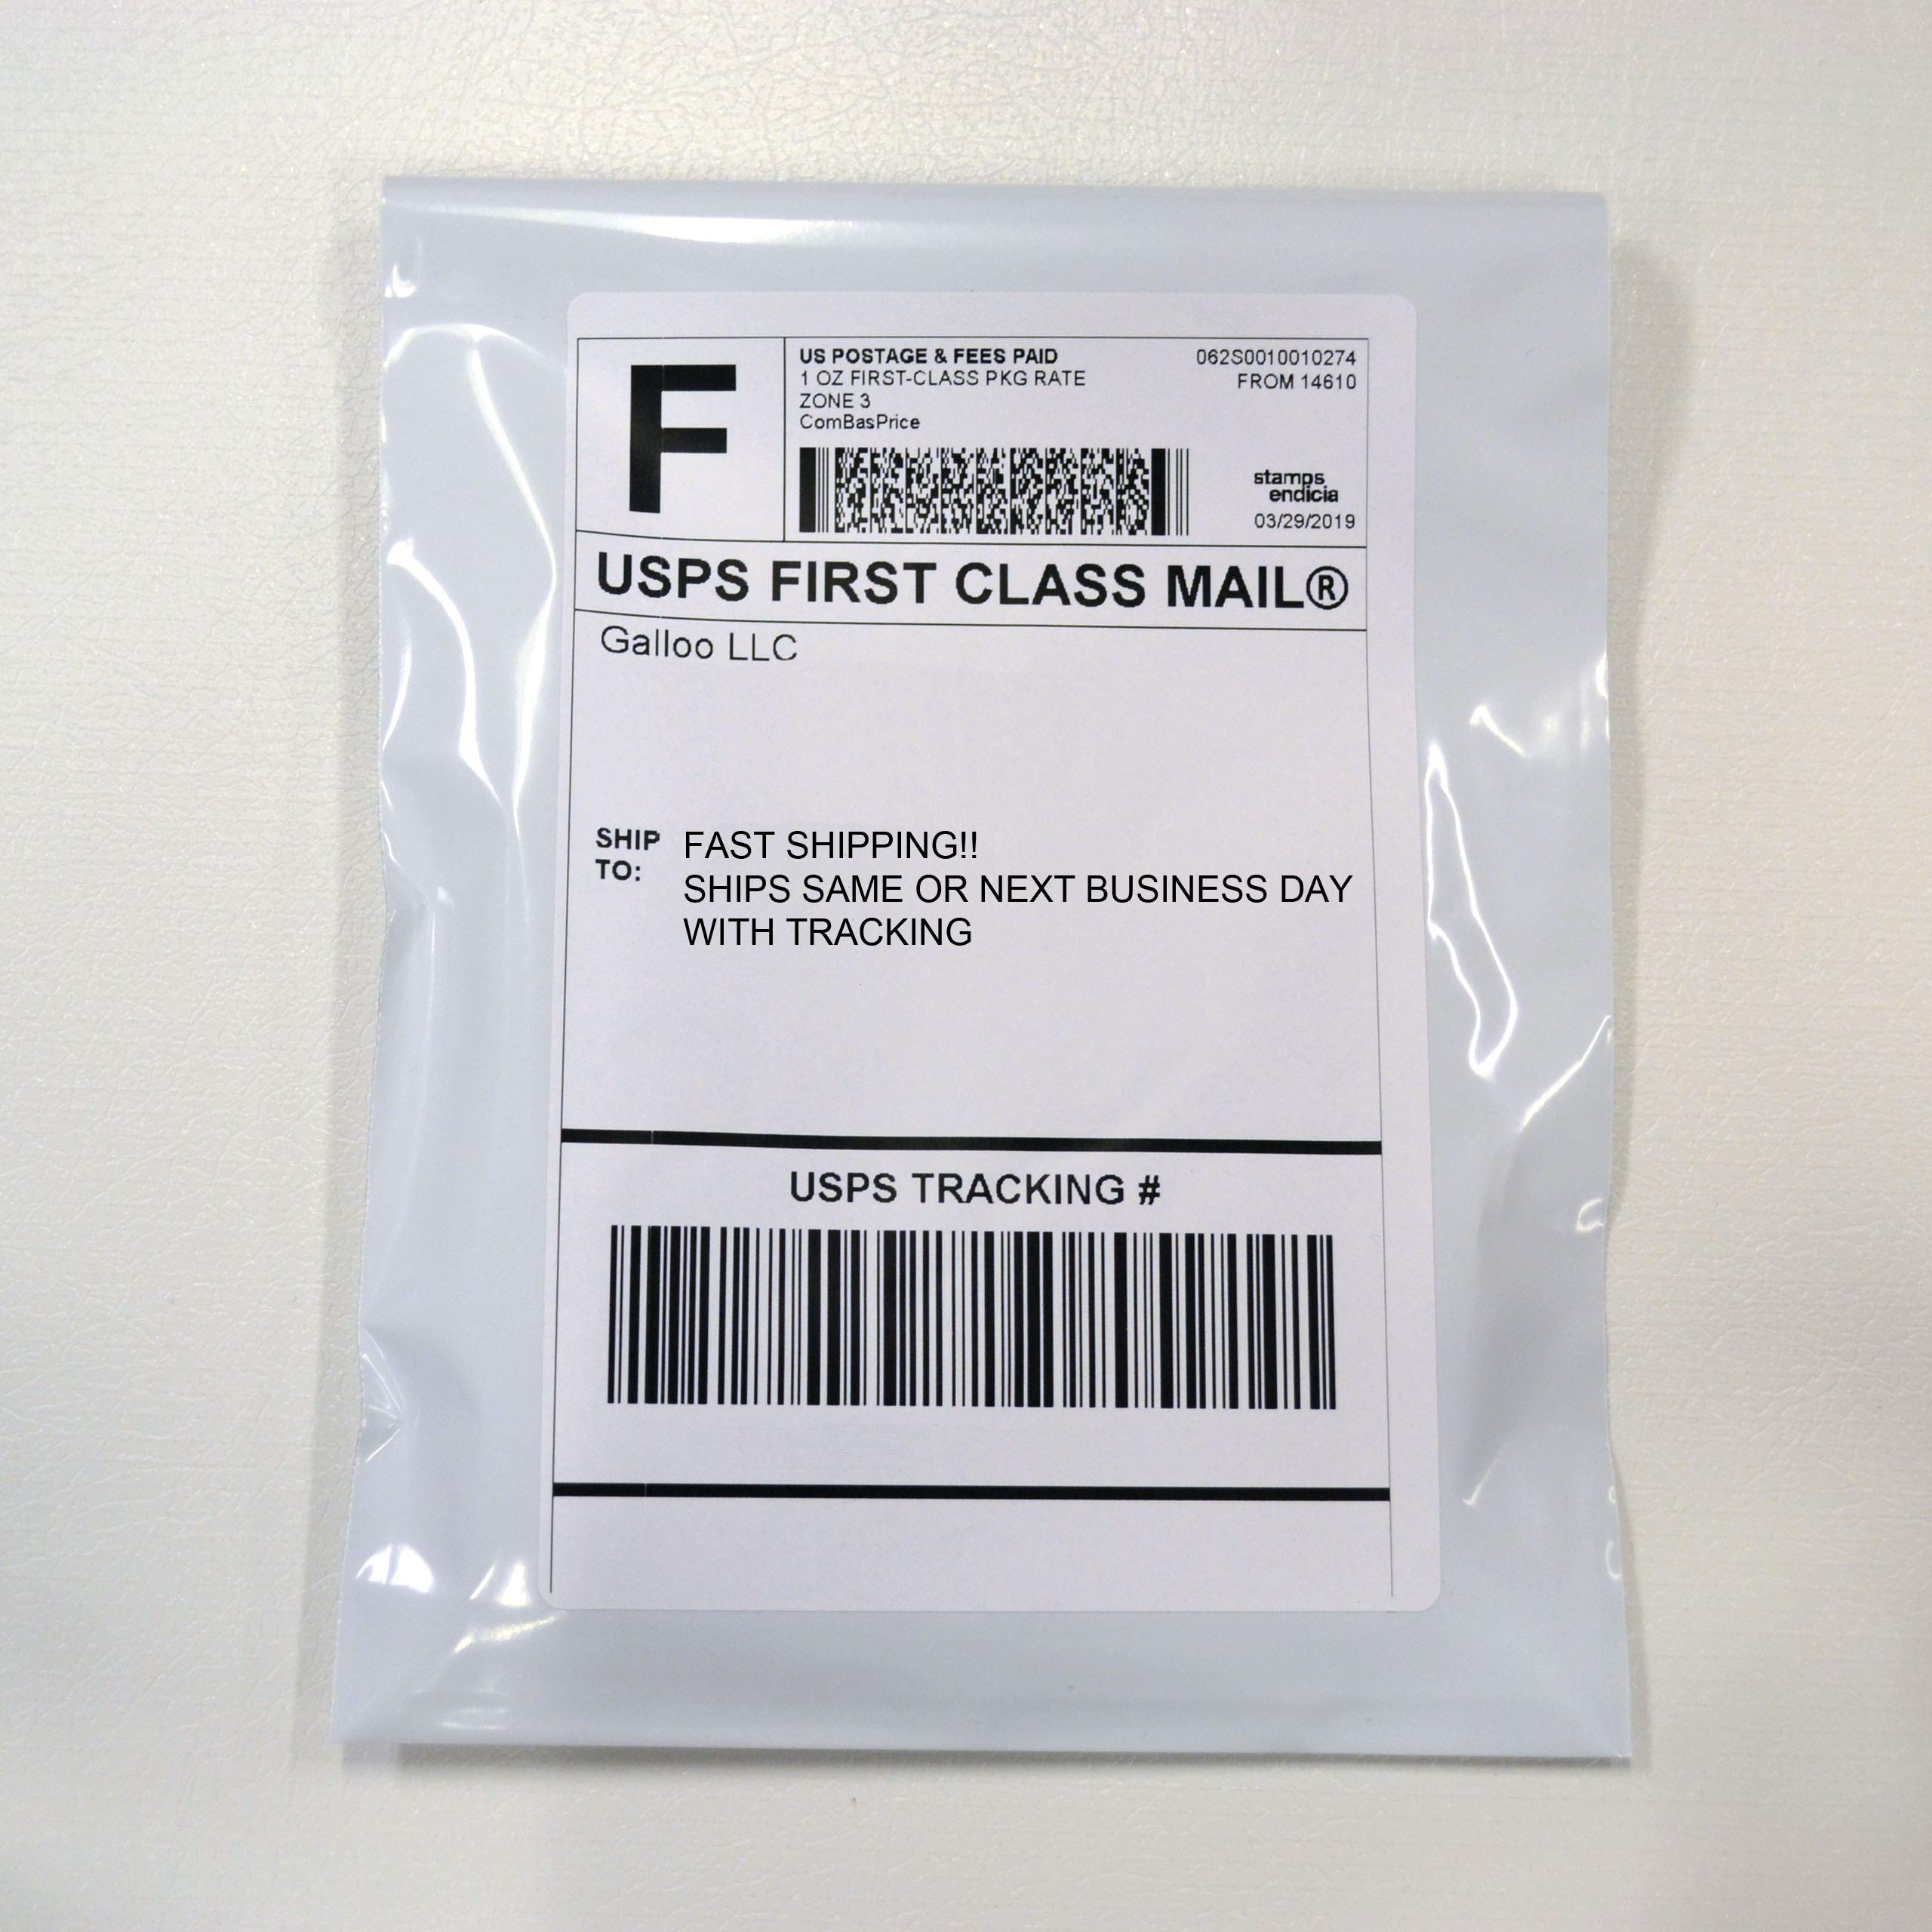 F
US POSTAGE & FEES PAID
1 OZ FIRST-CLASS PKG RATE
ZONE 3
ComBasPrice
062S0010010274
FROM 14610
stamps
endicia
03/29/2019
USPS FIRST CLASS MAIL®
Galloo LLC
SHIP
TO:
FAST SHIPPING!!
SHIPS SAME OR NEXT BUSINESS DAY
WITH TRACKING
USPS TRACKING #